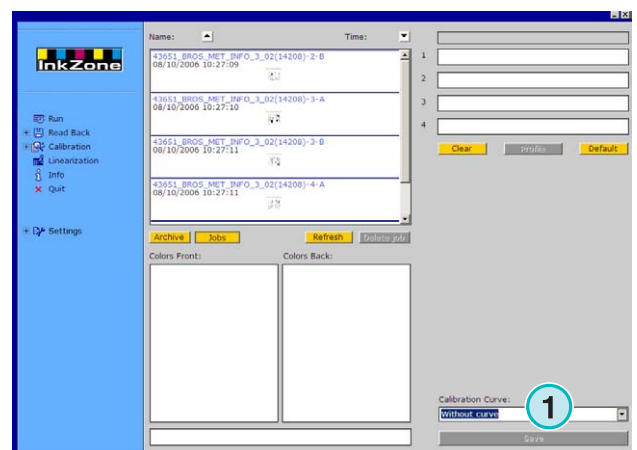 InkZone
Run
Read Back
Calibration
Linearization
Info
Quit
Settings
Name:
Time:
43651_BROS_MET_INFO_3_02(14208)-2-B
08/10/2006 10:27:09
43651_BROS_MET_INFO_3_02(14208)-3-A
08/10/2006 10:27:10
43651_BROS_MET_INFO_3_02(14208)-3-B
08/10/2006 10:27:11
43651_BROS_MET_INFO_3_02(14208)-4-A
08/10/2006 10:27:11
Archive
Jobs
Refresh
Delete job
Colors Front:
Colors Back:
1
2
3
4
Clear
Profile
Default
Calibration Curve:
1
Without curve
Save